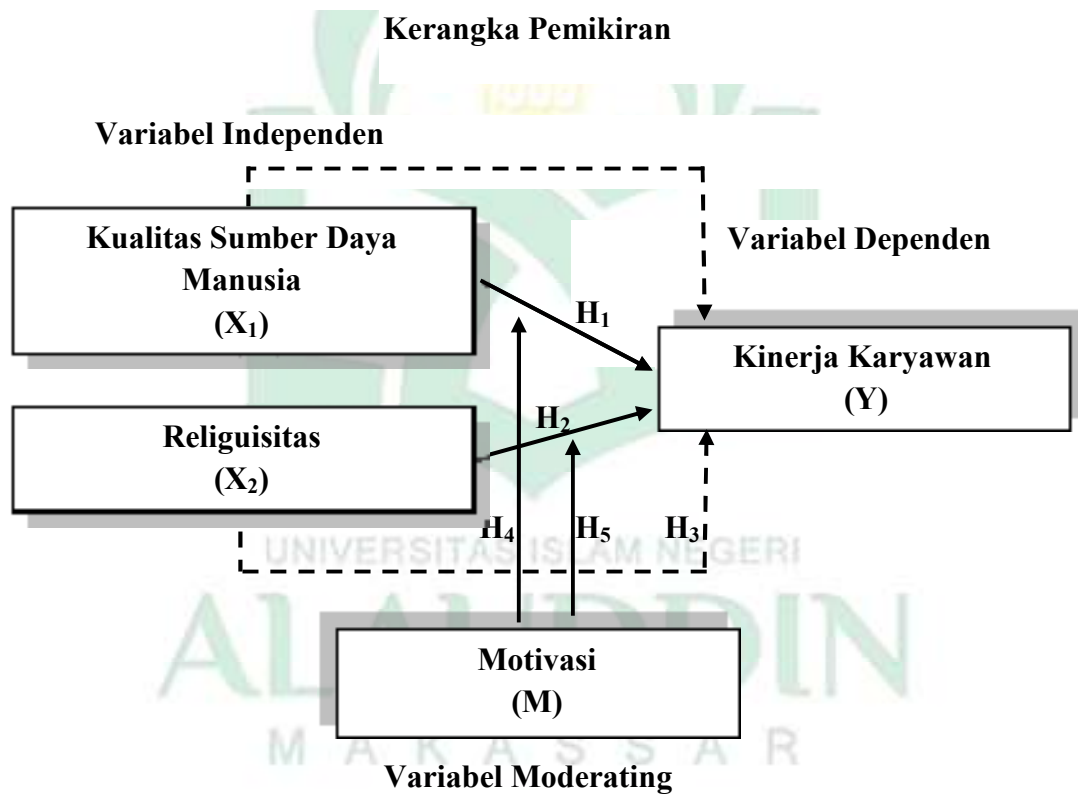 Kerangka Pemikiran
Variabel Independen
Kualitas Sumber Daya
Manusia
(X₁)
Variabel Dependen
H₁
Kinerja Karyawan
(Y)
Religuisitas
(X₂)
H₂
H₄
H₅
H₃
UNIVERSITAS ISLAM NEGERI
ALAUDDIN
Motivasi
(M)
MAKASSAR
Variabel Moderating